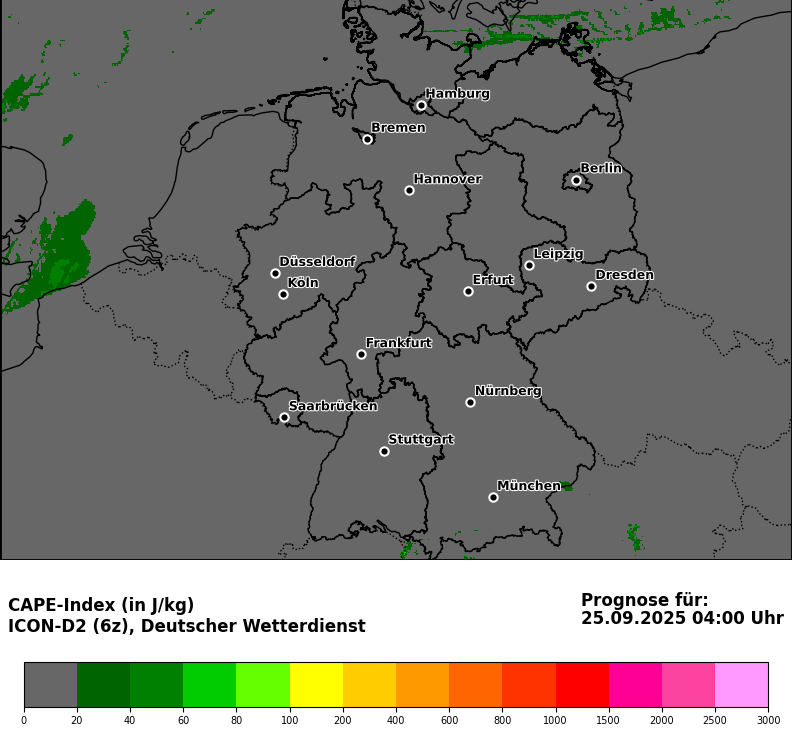 Hamburg
Bremen
Berlin
Hannover
Leipzig
Düsseldorf
Dresden
Köln
Erfurt
Frankfurt
Nürnberg
Saarbrücken
Stuttgart
München
CAPE-Index (in J/kg)
ICON-D2 (6z), Deutscher Wetterdienst
Prognose für:
25.09.2025 04:00 Uhr
0 20 40 60 80 100 200 400 600 800 1000 1500 2000 2500 3000